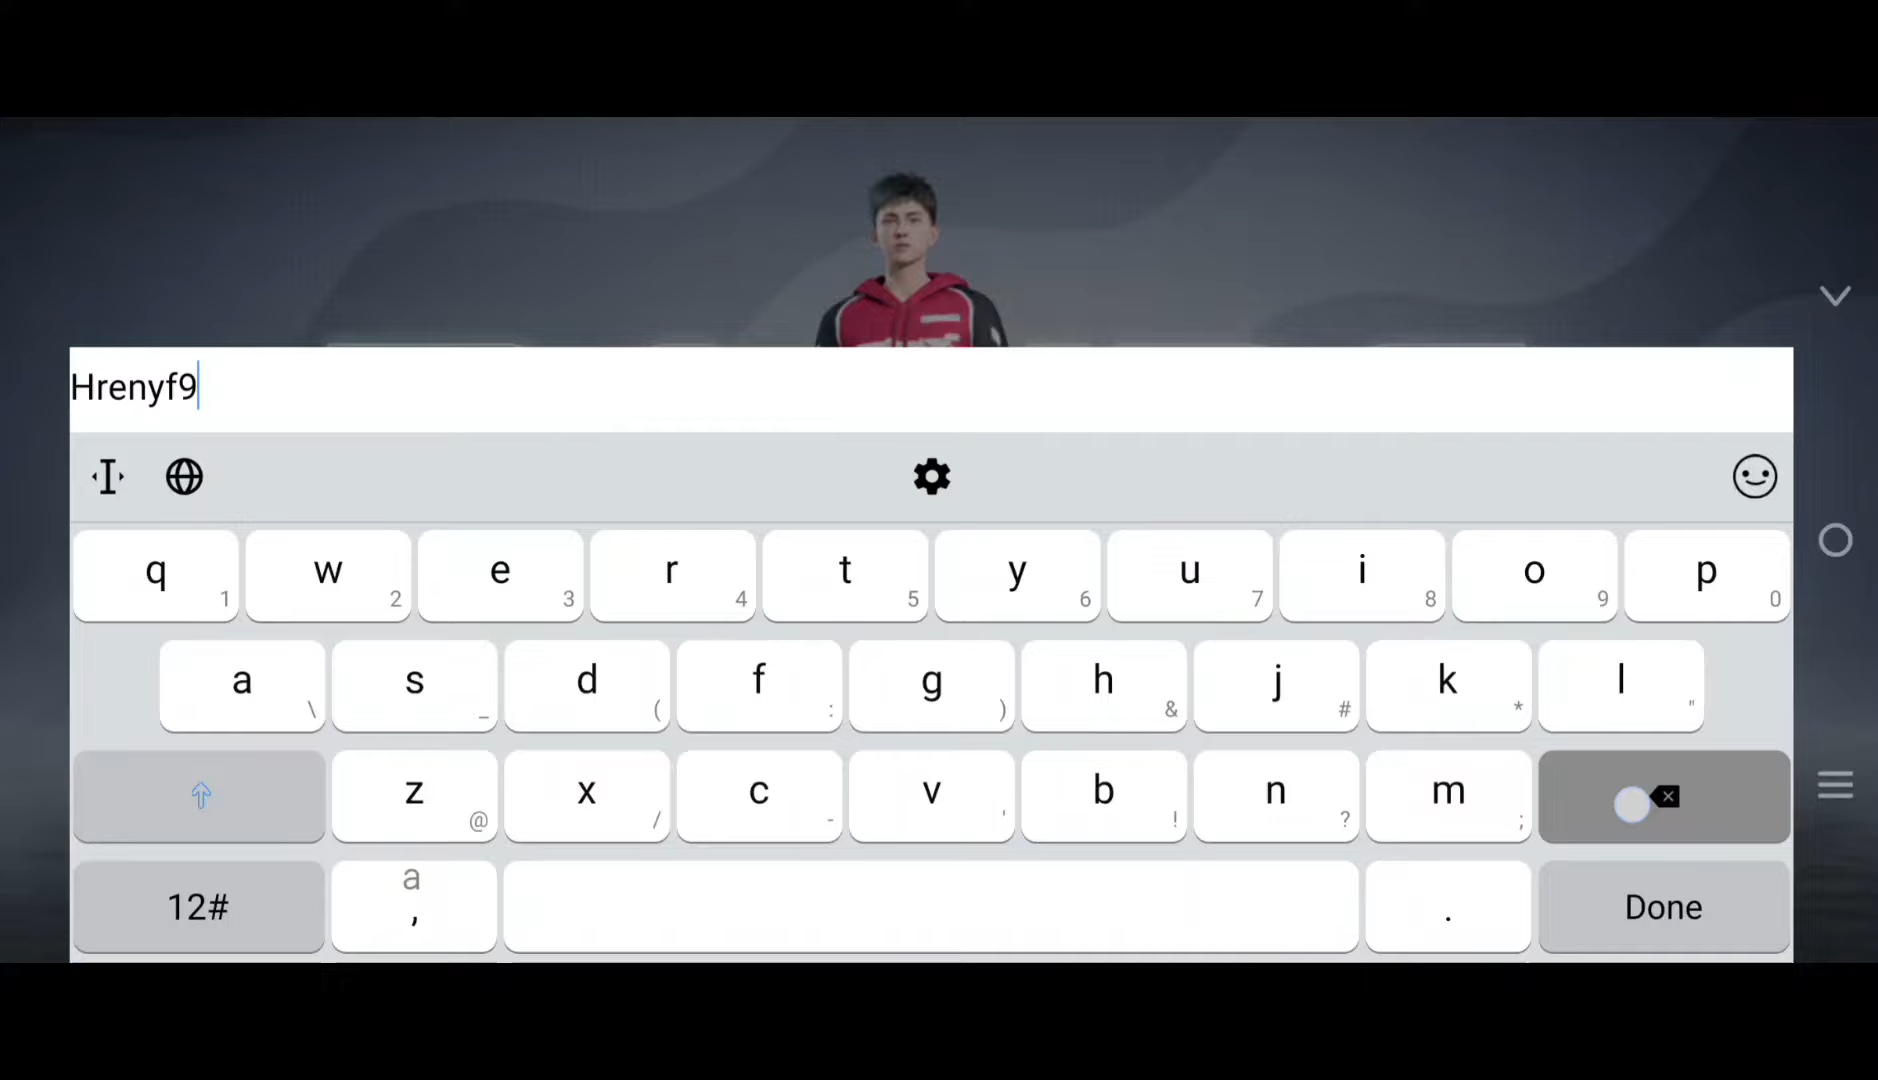 Hrenyf9
q 1 w 2 e 3 r 4 t 5 y 6 u 7 i 8 o 9 p 0
a \ s _ d ( f : g ) h & j # k * l "
z @ x / c - v ' b ! n ? m ;
12# a , . Done